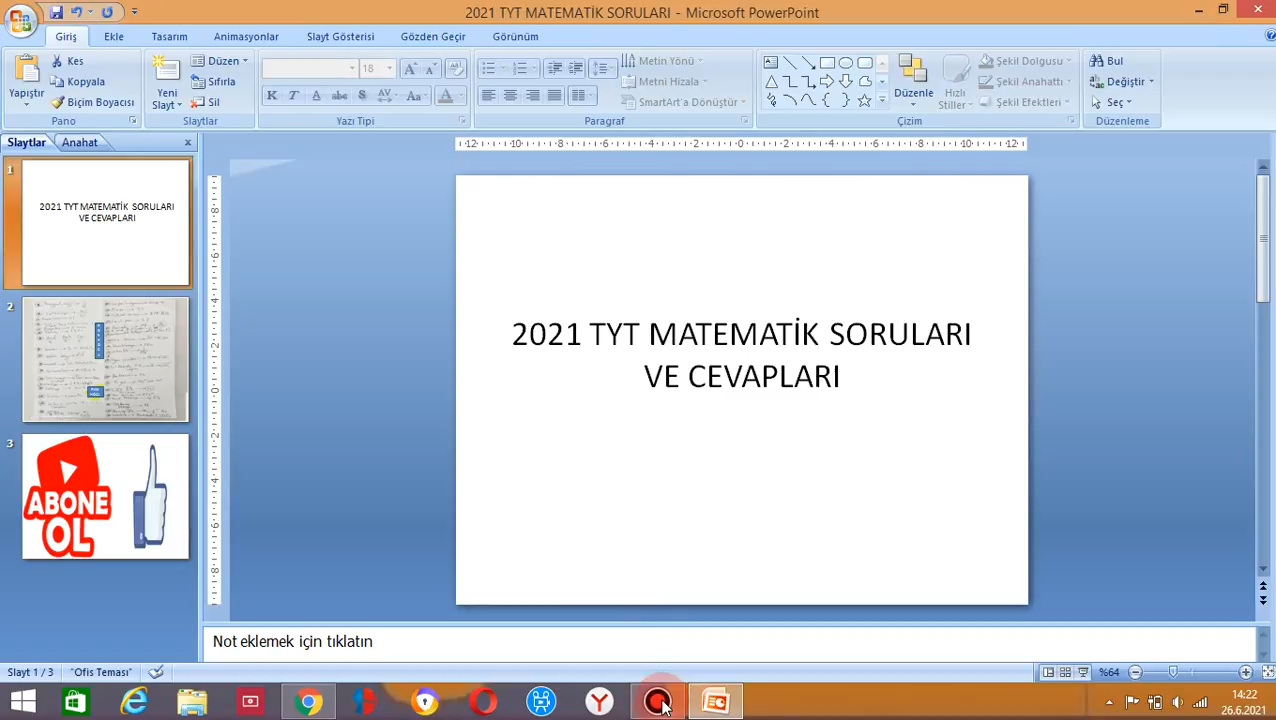 2021 TYT MATEMATİK SORULARI - Microsoft PowerPoint
Giriş Ekle Tasarım Animasyonlar Slayt Gösterisi Gözden Geçir Görünüm
Yapıştır
Kes
Kopyala
Biçim Boyacısı
Pano
Yeni
Slayt
Düzen
Sıfırla
Sil
Slaytlar
18
Yazı Tipi
Metin Yönü
Metni Hizala
SmartArt'a Dönüştür
Paragraf
Düzenle
Hızlı
Stiller
Şekil Dolgusu
Şekil Anahattı
Şekil Efektleri
Çizim
Bul
Değiştir
Seç
Düzenleme
Slaytlar Anahat
1
2021 TYT MATEMATİK SORULARI
VE CEVAPLARI
2
3
ABONE
OL
2021 TYT MATEMATİK SORULARI
VE CEVAPLARI
Not eklemek için tıklatın
Slayt 1 / 3 "Ofis Teması" %64
14:22
26.6.2021